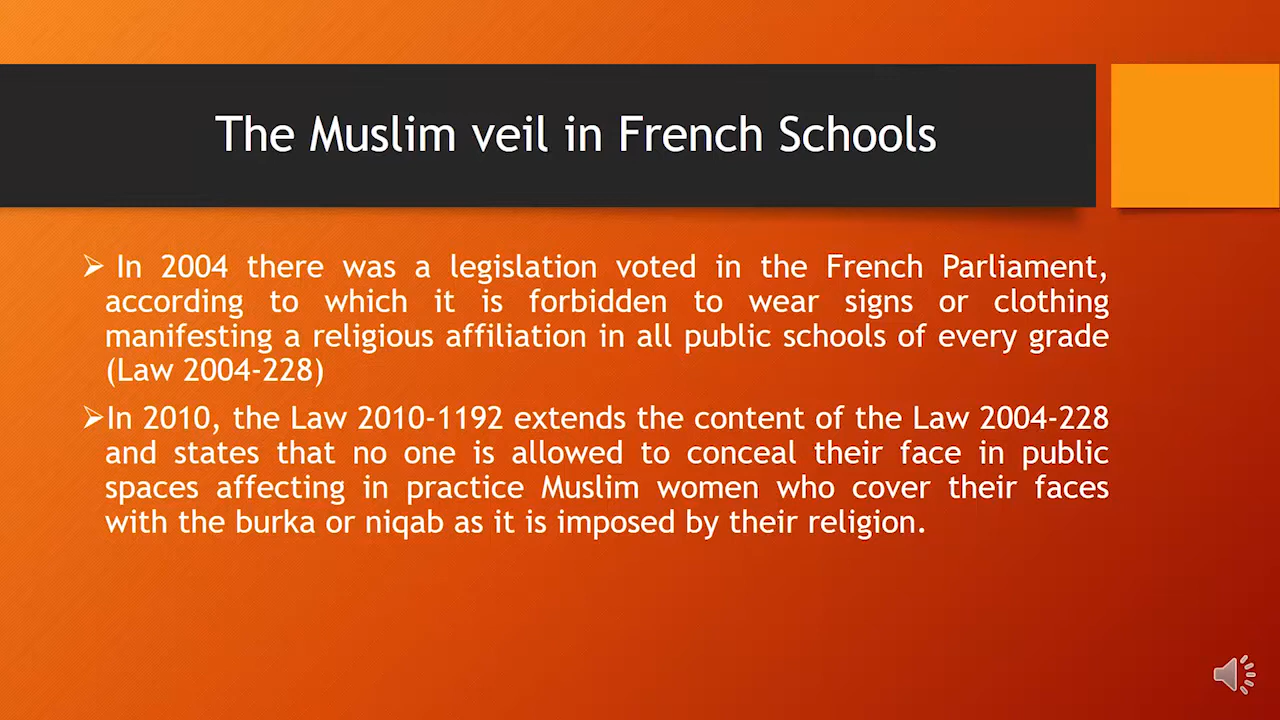 The Muslim veil in French Schools
In 2004 there was a legislation voted in the French Parliament,
according to which it is forbidden to wear signs or clothing
manifesting a religious affiliation in all public schools of every grade
(Law 2004-228)
In 2010, the Law 2010-1192 extends the content of the Law 2004-228
and states that no one is allowed to conceal their face in public
spaces affecting in practice Muslim women who cover their faces
with the burka or niqab as it is imposed by their religion.